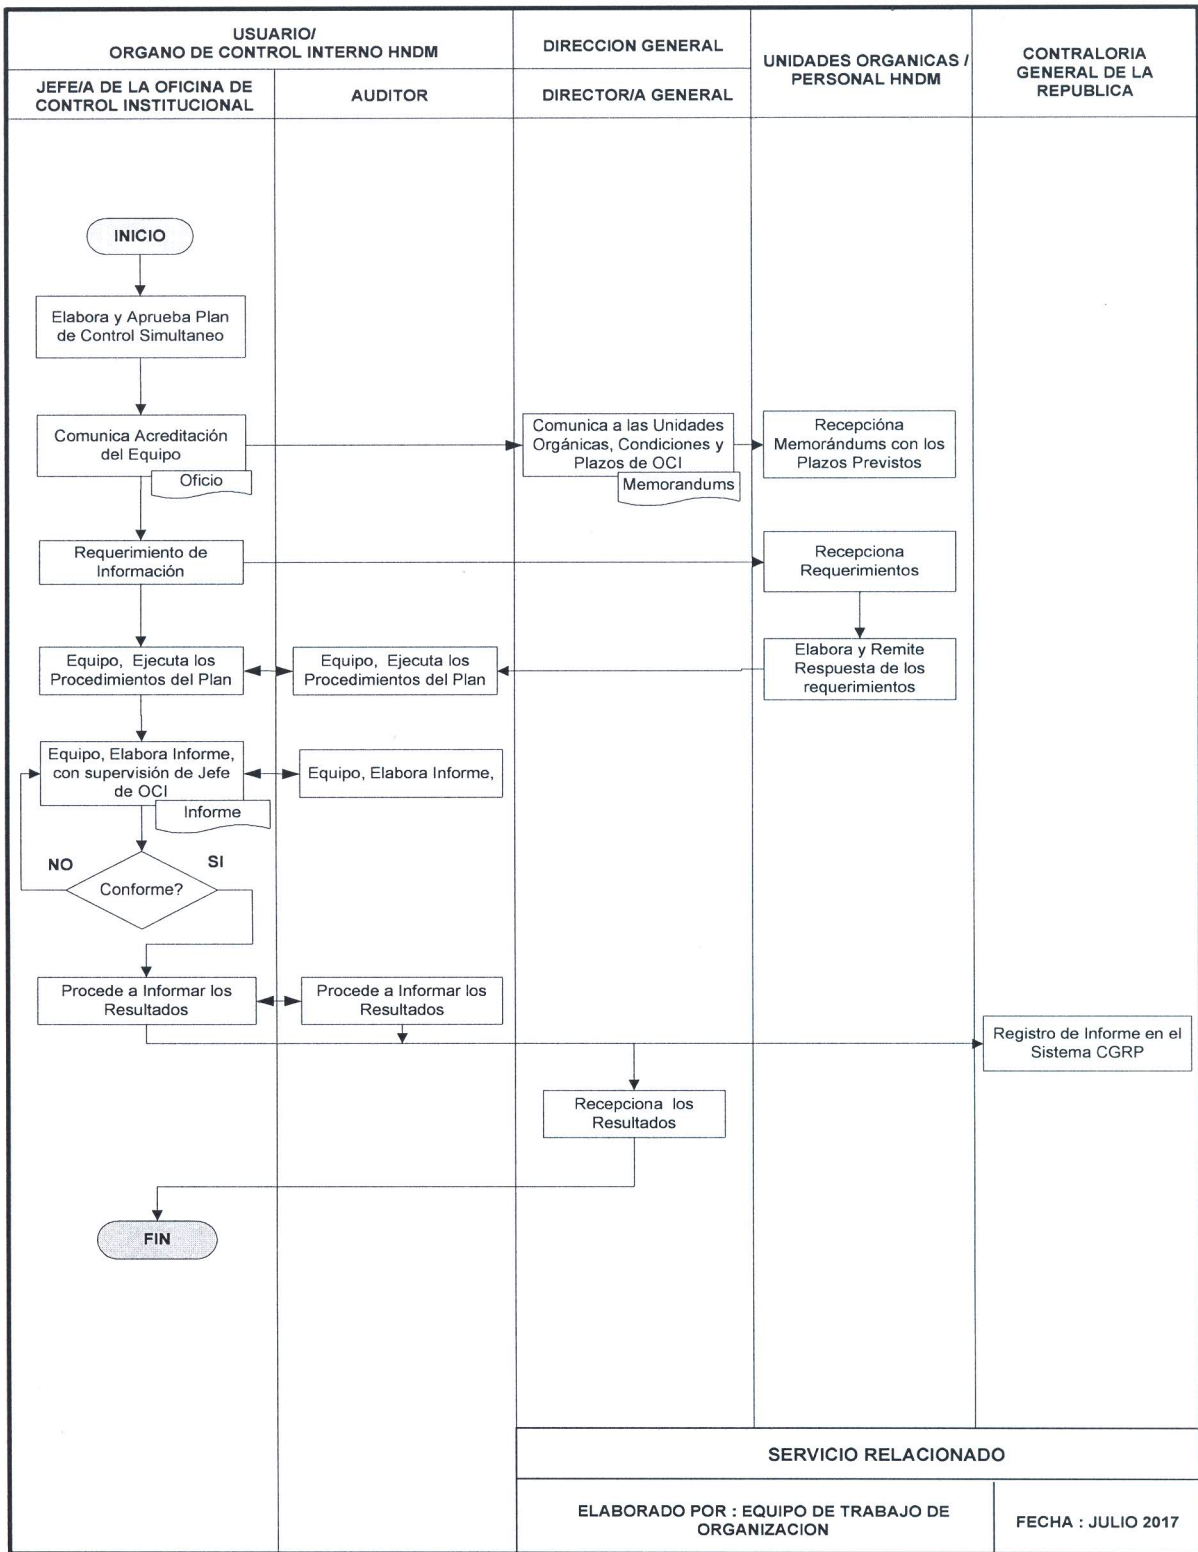 USUARIO/
ORGANO DE CONTROL INTERNO HNDM
DIRECCION GENERAL
UNIDADES ORGANICAS /
PERSONAL HNDM
CONTRALORIA
GENERAL DE LA
REPUBLICA
JEFE/A DE LA OFICINA DE
CONTROL INSTITUCIONAL
AUDITOR
DIRECTOR/A GENERAL
INICIO
Elabora y Aprueba Plan
de Control Simultaneo
Comunica Acreditación
del Equipo
Oficio
Comunica a las Unidades
Orgánicas, Condiciones y
Plazos de OCI
Memorandums
Recepcióna
Memorándums con los
Plazos Previstos
Requerimiento de
Información
Recepciona
Requerimientos
Equipo, Ejecuta los
Procedimientos del Plan
Equipo, Ejecuta los
Procedimientos del Plan
Elabora y Remite
Respuesta de los
requerimientos
Equipo, Elabora Informe,
con supervisión de Jefe
de OCI
Informe
Equipo, Elabora Informe,
NO
SI
Conforme?
Procede a Informar los
Resultados
Procede a Informar los
Resultados
Registro de Informe en el
Sistema CGRP
Recepciona los
Resultados
FIN
SERVICIO RELACIONADO
ELABORADO POR : EQUIPO DE TRABAJO DE
ORGANIZACION
FECHA : JULIO 2017